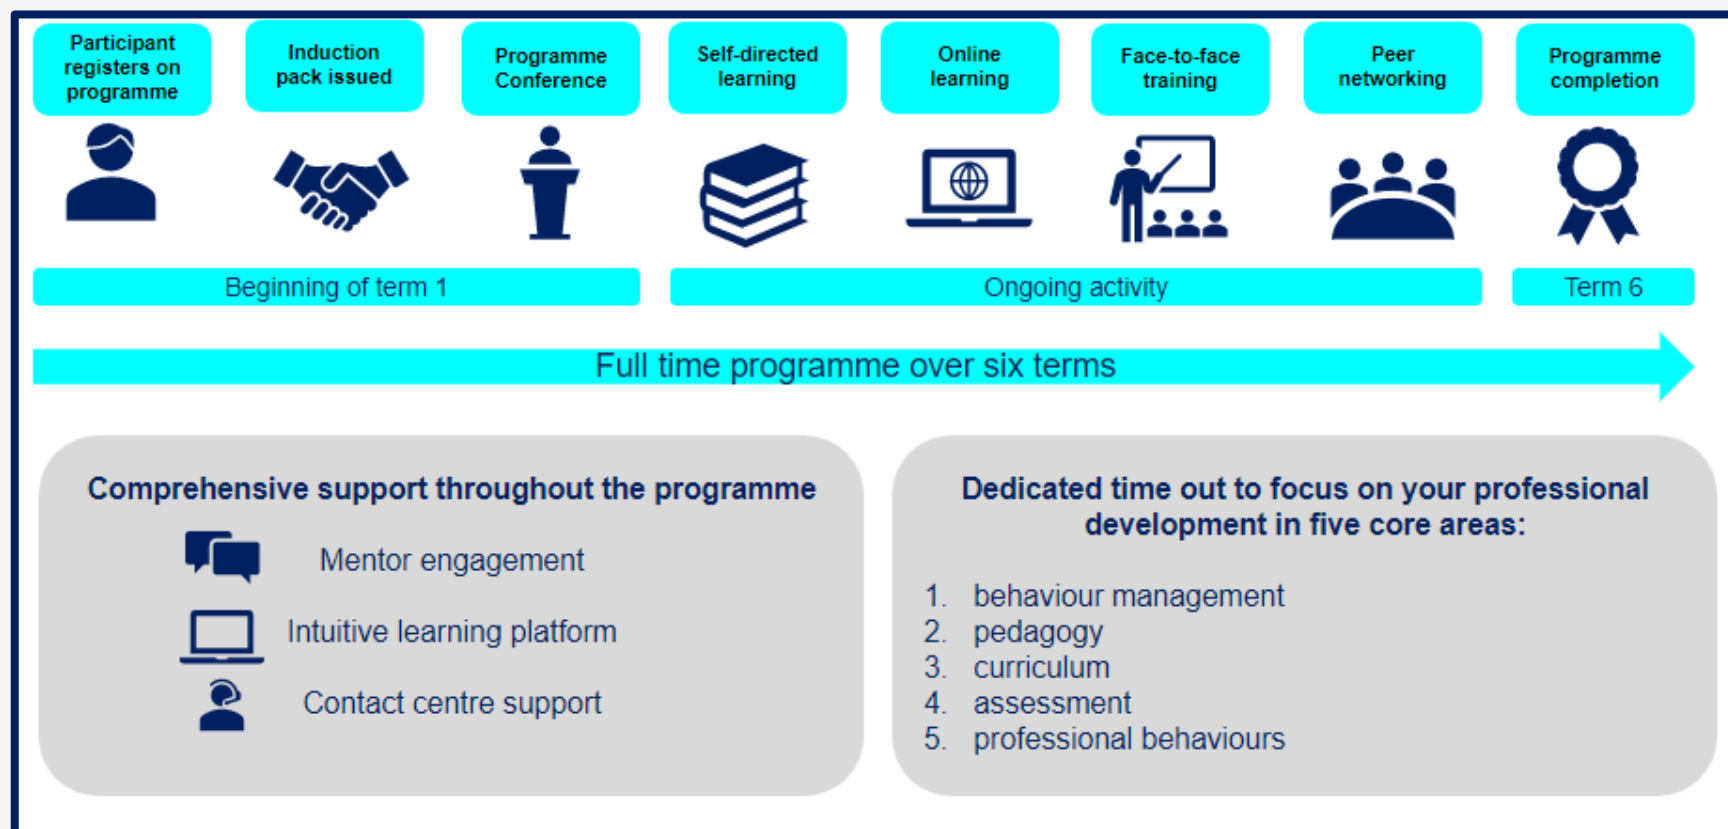 Participant
registers on
programme
Induction
pack issued
Programme
Conference
Self-directed
learning
Online
learning
Face-to-face
training
Peer
networking
Programme
completion
Beginning of term 1
Ongoing activity
Term 6
Full time programme over six terms
Comprehensive support throughout the programme
Mentor engagement
Intuitive learning platform
Contact centre support
Dedicated time out to focus on your professional
development in five core areas:
1. behaviour management
2. pedagogy
3. curriculum
4. assessment
5. professional behaviours